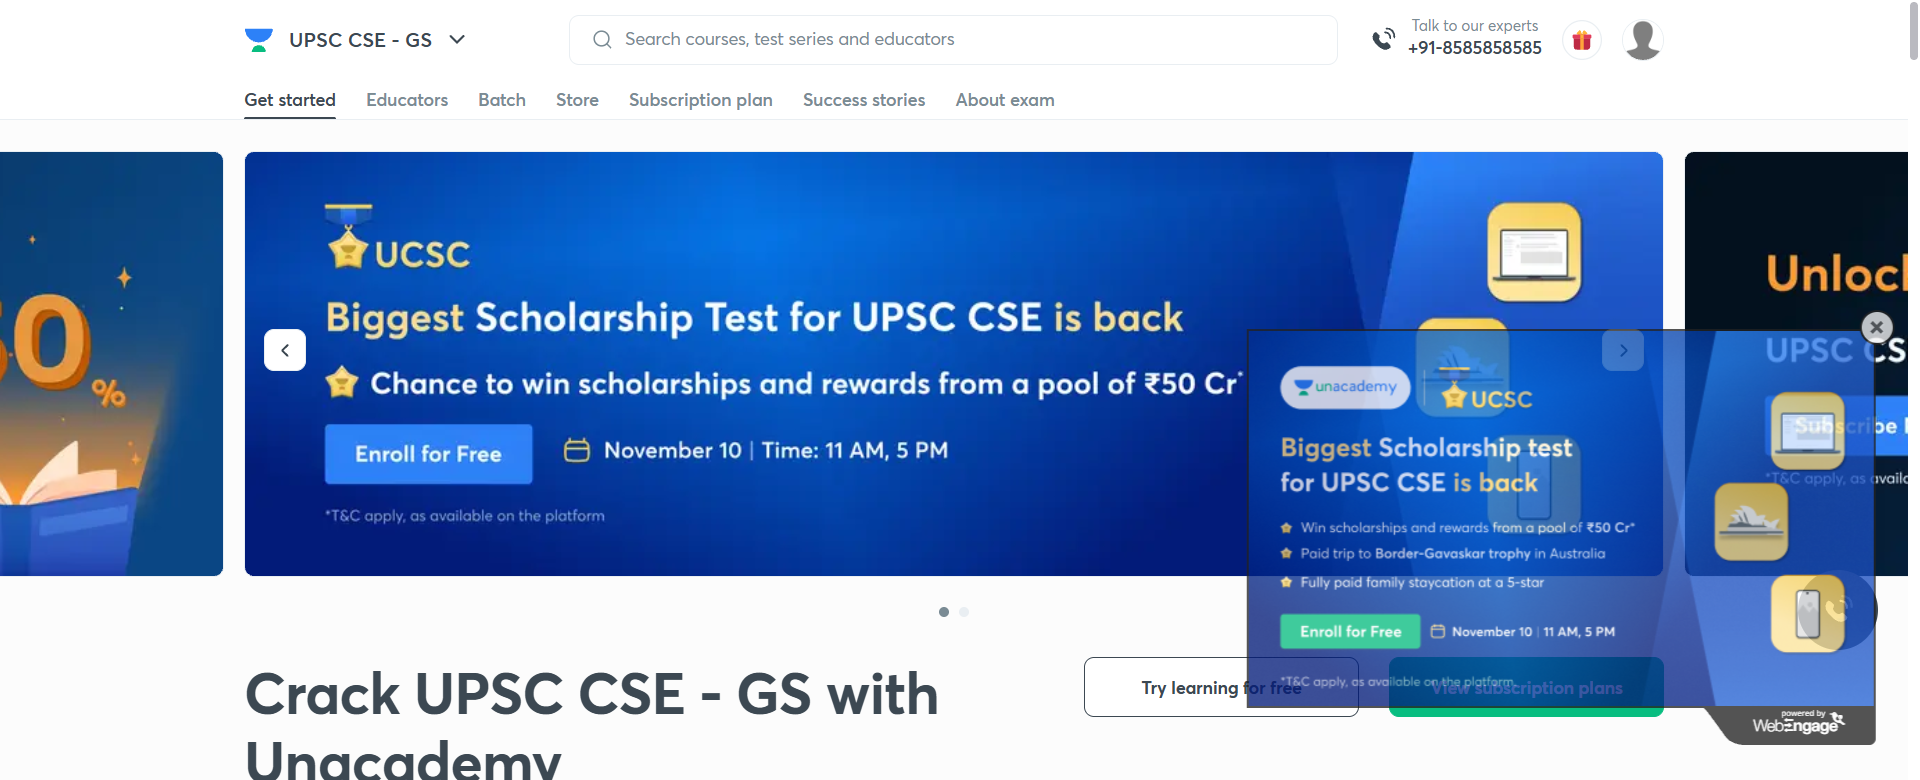 UPSC CSE - GS
Search courses, test series and educators
Talk to our experts
+91-8585858585
Get started
Educators
Batch
Store
Subscription plan
Success stories
About exam
%
UCSC
Biggest Scholarship Test for UPSC CSE is back
Chance to win scholarships and rewards from a pool of ₹50 Cr*
Enroll for Free
November 10 | Time: 11 AM, 5 PM
*T&C apply, as available on the platform
UPSC CS
*T&C apply, as
unacademy
UCSC
Biggest Scholarship test
for UPSC CSE is back
Win scholarships and rewards from a pool of ₹50 Cr*
Paid trip to Border-Gavaskar trophy in Australia
Fully paid family staycation at a 5-star
Enroll for Free
November 10 | 11 AM, 5 PM
*T&C apply, as available on the platform
powered by
WebEngage
Crack UPSC CSE - GS with
Unacademy
Try learning for free
View subscription plans